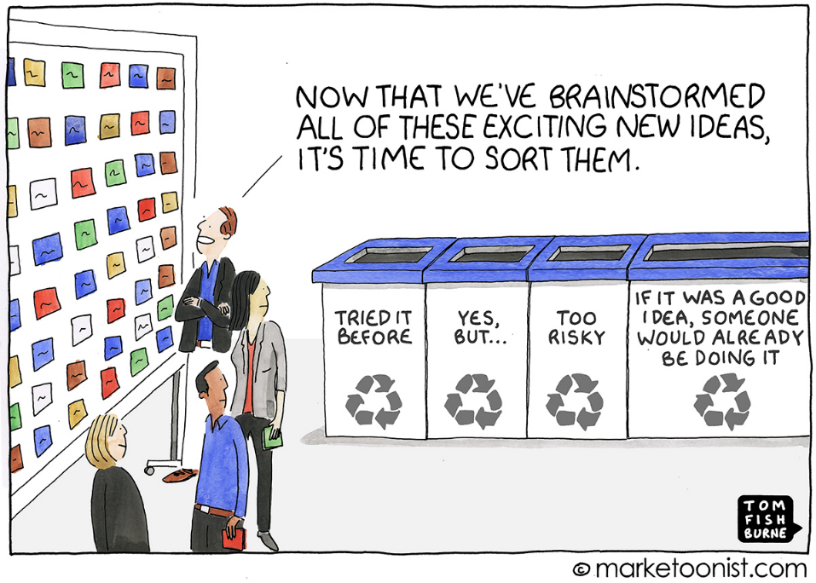 NOW THAT WE'VE BRAINSTORMED
ALL OF THESE EXCITING NEW IDEAS,
IT'S TIME TO SORT THEM.
TRIED IT
BEFORE
YES,
BUT...
TOO
RISKY
IF IT WAS A GOOD
IDEA, SOMEONE
WOULD ALREADY
BE DOING IT
TOM
FISH
BURNE
© marketoonist.com